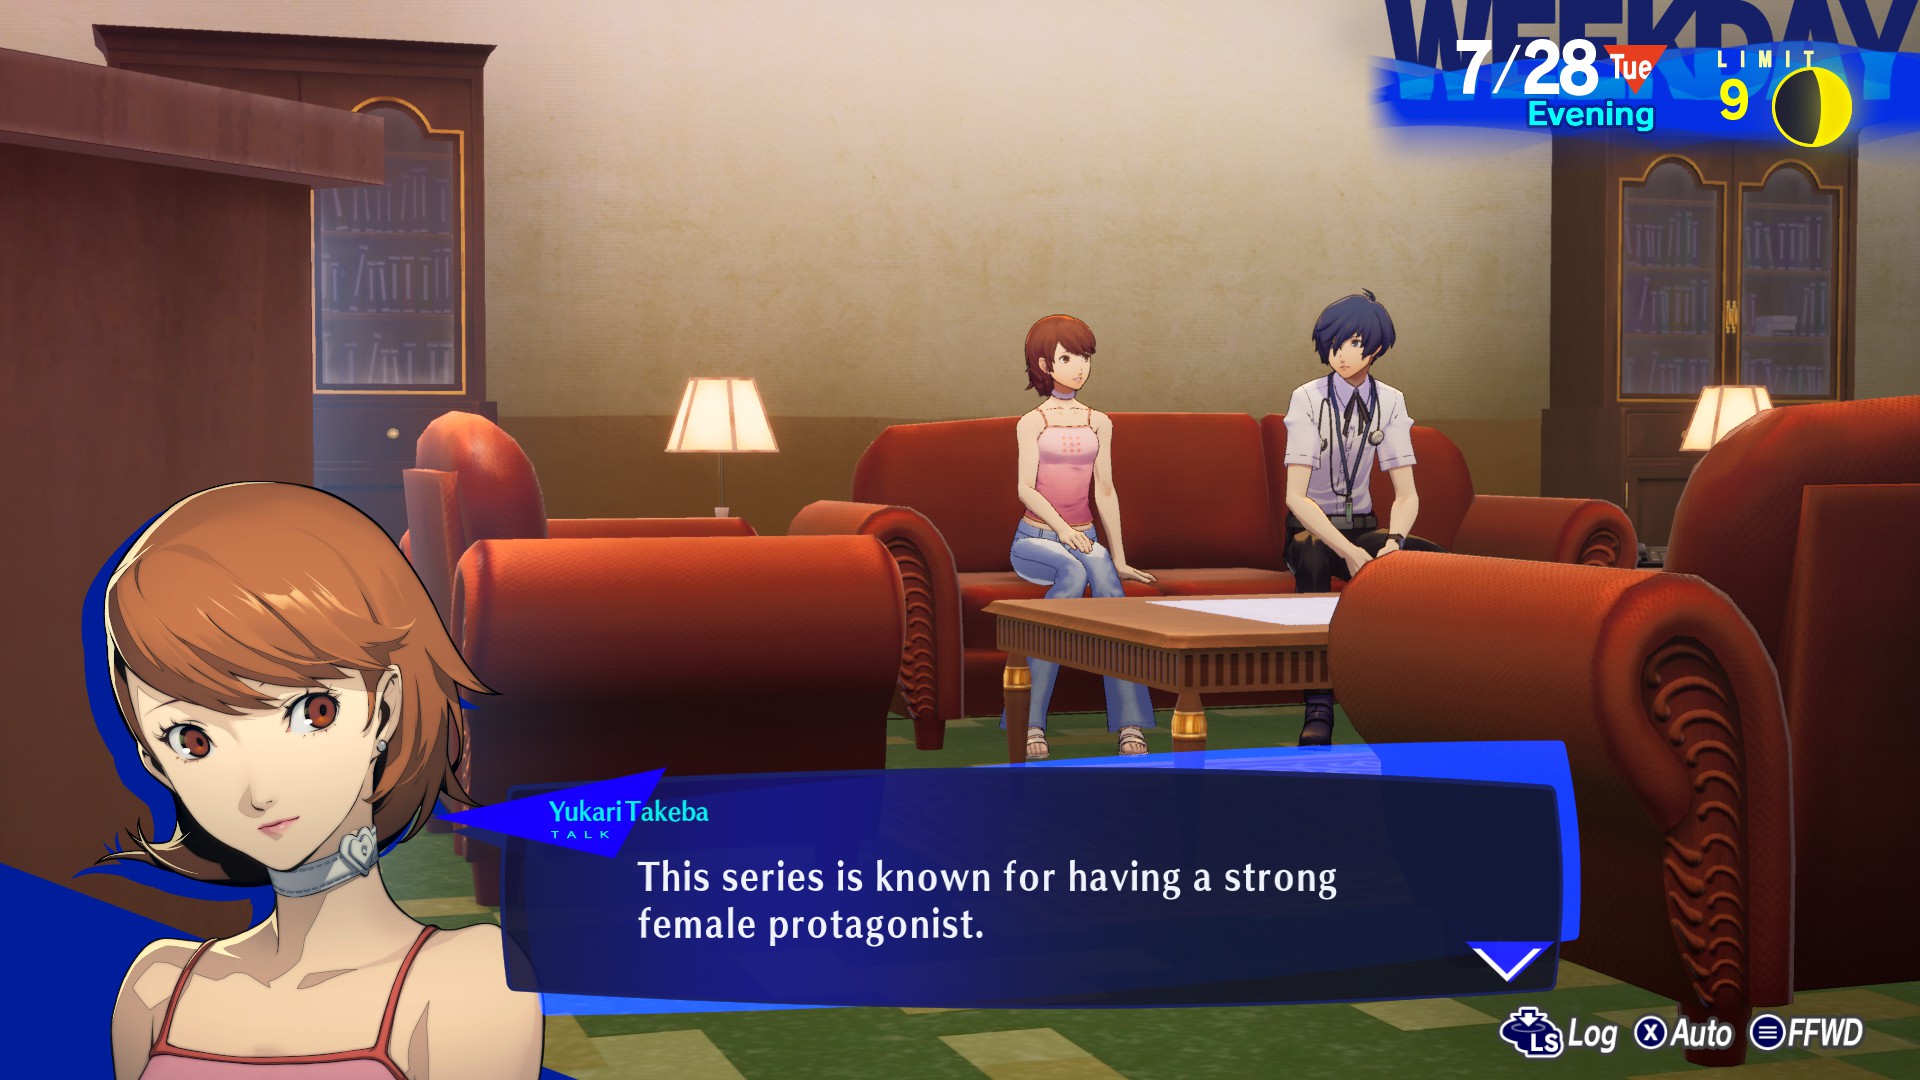 WEEKDAY
7/28 Tue
Evening
LIMIT
9
Yukari Takeba
TALK
This series is known for having a strong
female protagonist.
LS Log X Auto FFWD